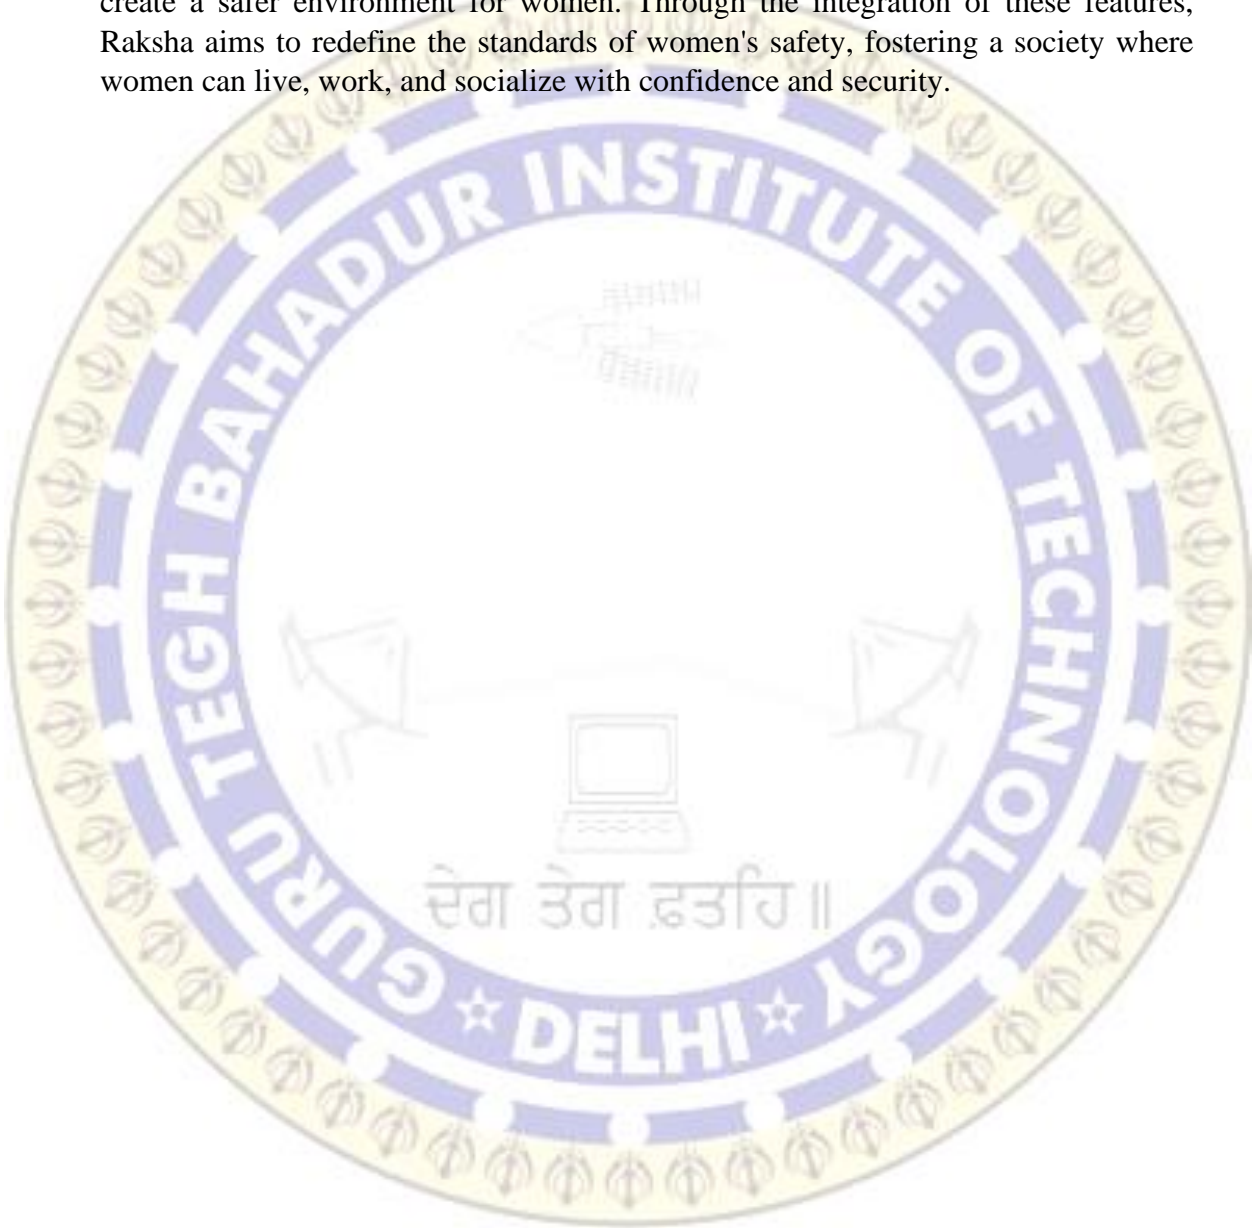 create a safer environment for women. Through the integration of these features,
Raksha aims to redefine the standards of women's safety, fostering a society where
women can live, work, and socialize with confidence and security.
GURU TEGH BAHADUR INSTITUTE OF TECHNOLOGY
ਦੇਗ ਤੇਗ ਫ਼ਤਹਿ॥
DELHI